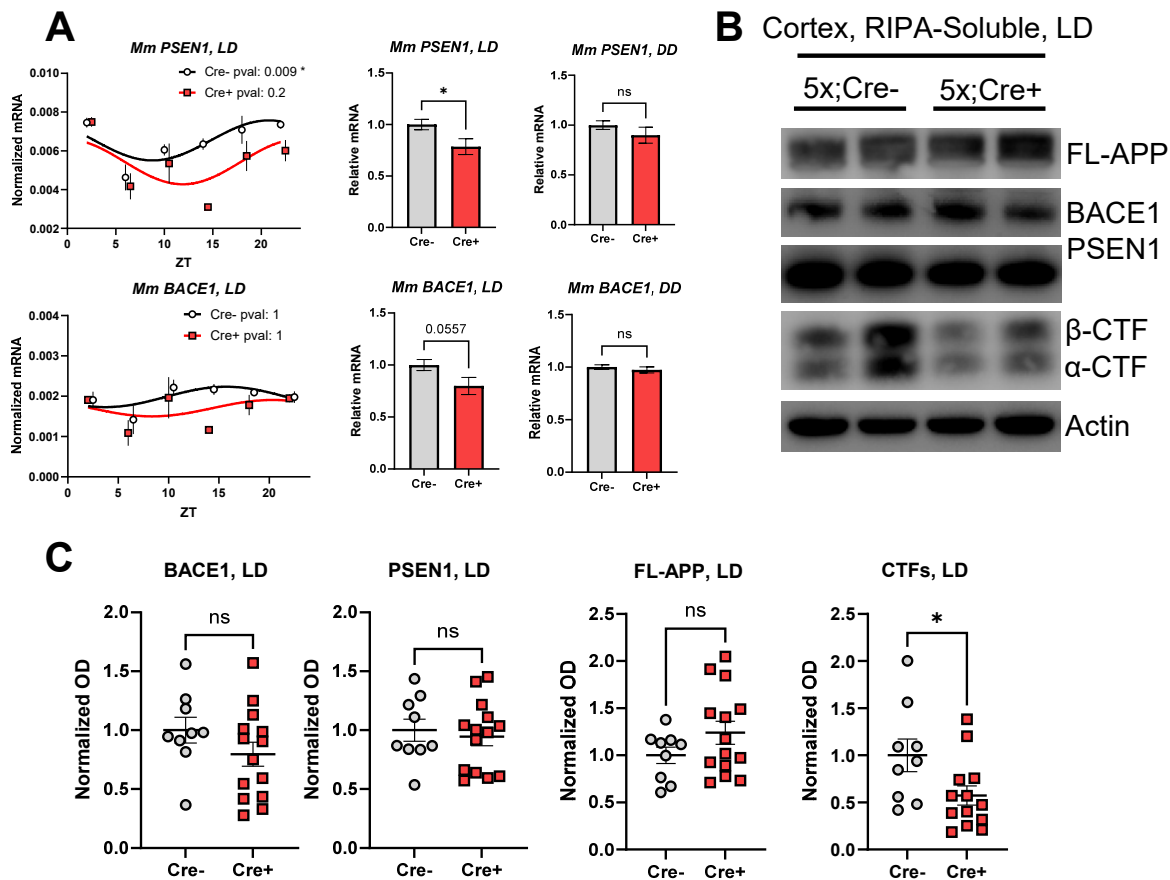 A
Mm PSEN1, LD
Normalized mRNA
0.010
0.008
0.006
0.004
0.002
0
5
10
15
20
ZT
Cre- pval: 0.009 *
Cre+ pval: 0.2
Mm PSEN1, LD
Relative mRNA
1.5
1.0
0.5
0.0
*
Cre-
Cre+
Mm PSEN1, DD
Relative mRNA
1.5
1.0
0.5
0.0
ns
Cre-
Cre+
Mm BACE1, LD
Normalized mRNA
0.004
0.003
0.002
0.001
0.000
0
5
10
15
20
ZT
Cre- pval: 1
Cre+ pval: 1
Mm BACE1, LD
Relative mRNA
1.5
1.0
0.5
0.0
0.0557
Cre-
Cre+
Mm BACE1, DD
Relative mRNA
1.5
1.0
0.5
0.0
ns
Cre-
Cre+
B
Cortex, RIPA-Soluble, LD
5x;Cre-
5x;Cre+
FL-APP
BACE1
PSEN1
β-CTF
α-CTF
Actin
C
BACE1, LD
Normalized OD
2.0
1.5
1.0
0.5
0.0
ns
Cre-
Cre+
PSEN1, LD
Normalized OD
2.0
1.5
1.0
0.5
0.0
ns
Cre-
Cre+
FL-APP, LD
Normalized OD
2.5
2.0
1.5
1.0
0.5
0.0
ns
Cre-
Cre+
CTFs, LD
Normalized OD
2.5
2.0
1.5
1.0
0.5
0.0
*
Cre-
Cre+